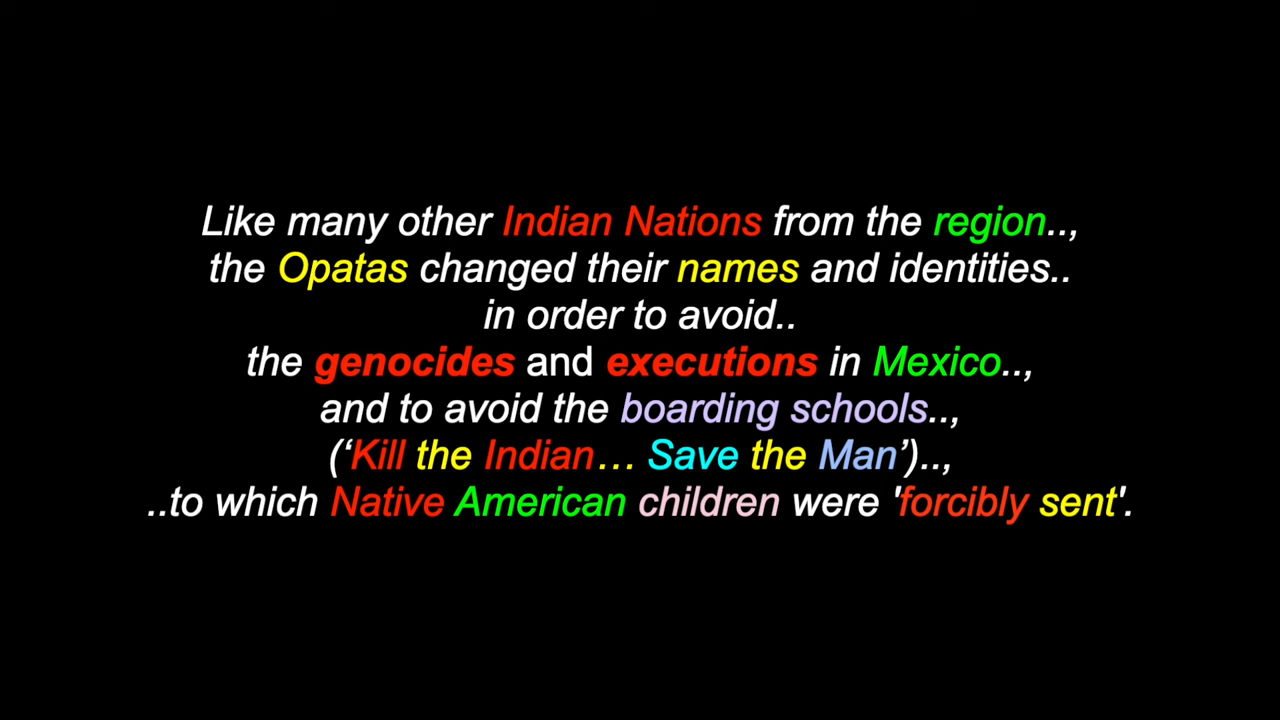 Like many other Indian Nations from the region..,
the Opatas changed their names and identities..
in order to avoid..
the genocides and executions in Mexico..,
and to avoid the boarding schools..,
(‘Kill the Indian… Save the Man’)..,
..to which Native American children were 'forcibly sent'.